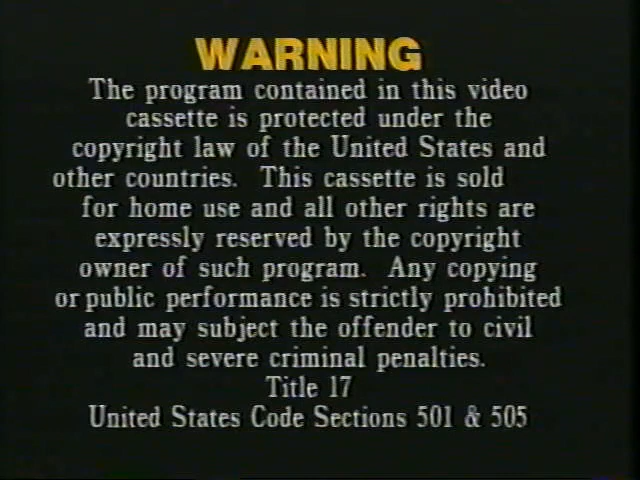 WARNING
The program contained in this video
cassette is protected under the
copyright law of the United States and
other countries. This cassette is sold
for home use and all other rights are
expressly reserved by the copyright
owner of such program. Any copying
or public performance is strictly prohibited
and may subject the offender to civil
and severe criminal penalties.
Title 17
United States Code Sections 501 & 505